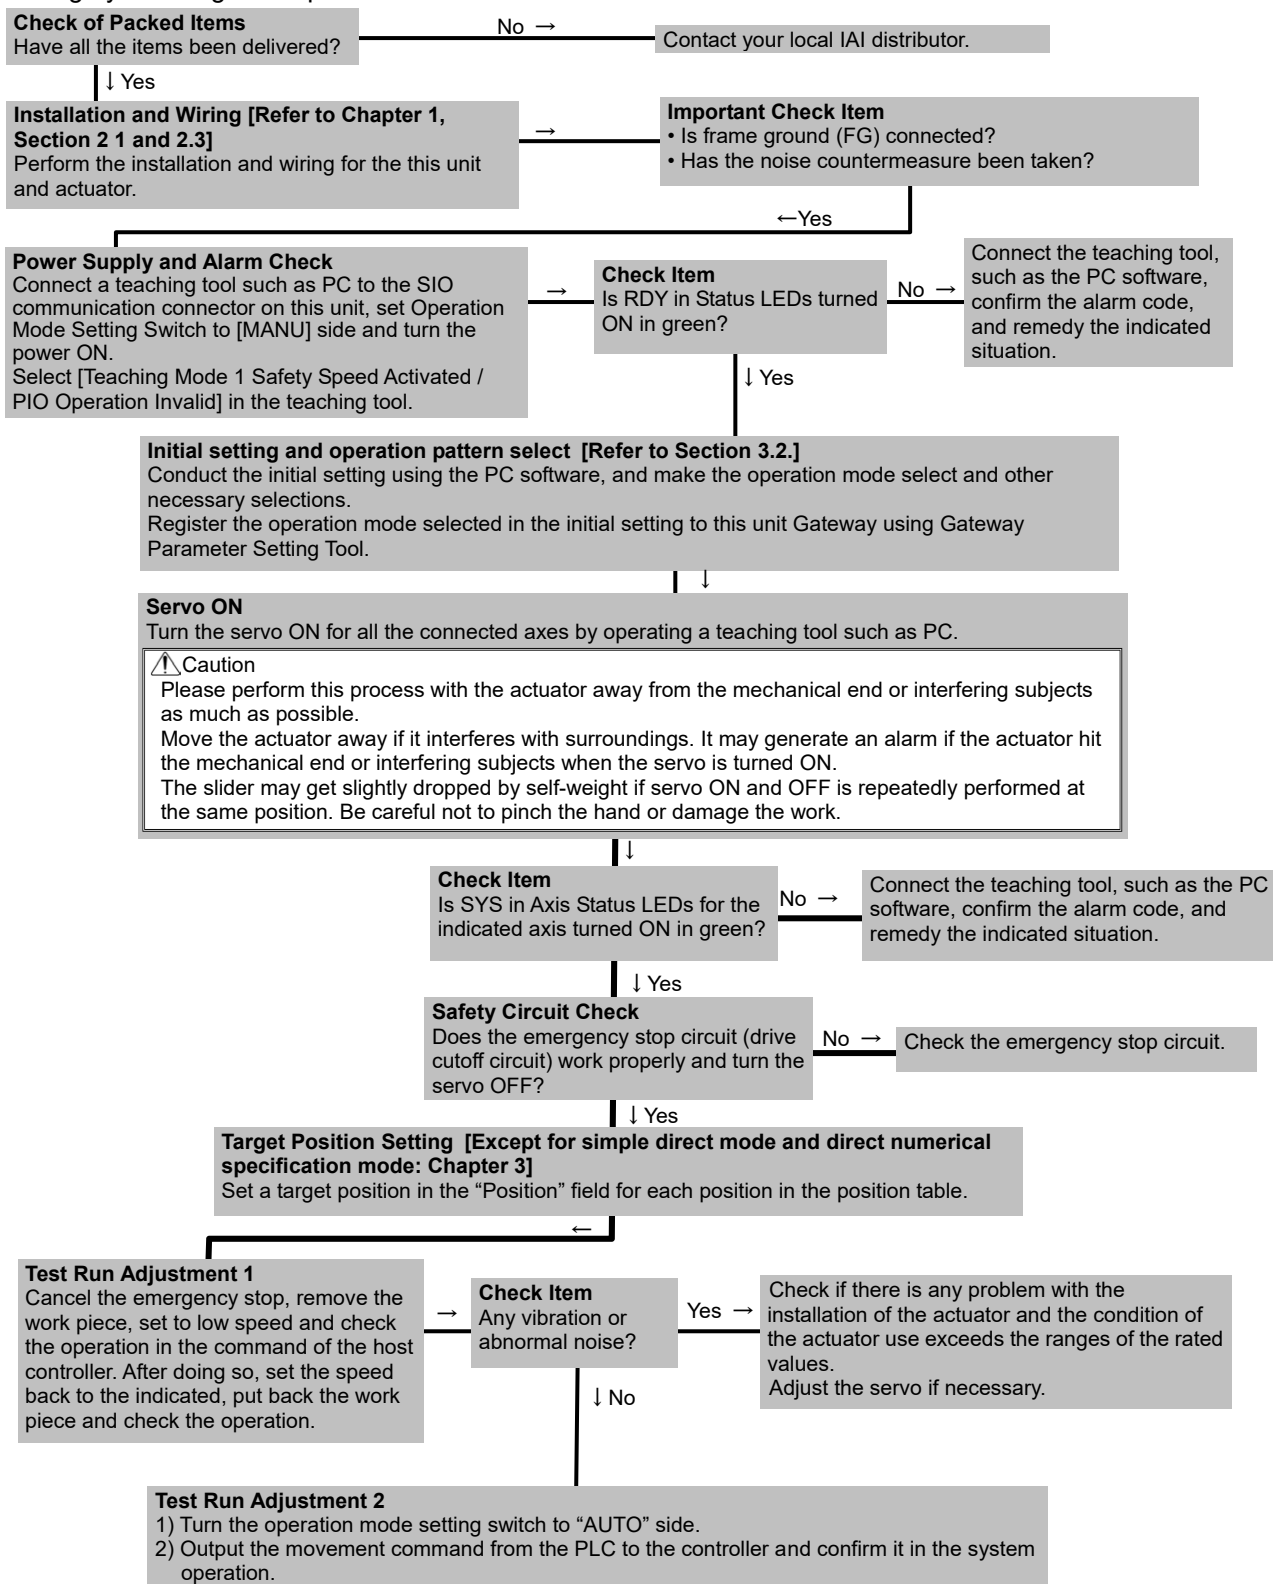 Check of Packed Items
Have all the items been delivered?
No →
Contact your local IAI distributor.
↓ Yes
Installation and Wiring [Refer to Chapter 1,
Section 2 1 and 2.3]
Perform the installation and wiring for the this unit
and actuator.
→
Important Check Item
• Is frame ground (FG) connected?
• Has the noise countermeasure been taken?
←Yes
Power Supply and Alarm Check
Connect a teaching tool such as PC to the SIO
communication connector on this unit, set Operation
Mode Setting Switch to [MANU] side and turn the
power ON.
Select [Teaching Mode 1 Safety Speed Activated /
PIO Operation Invalid] in the teaching tool.
→
Check Item
Is RDY in Status LEDs turned
ON in green?
No →
Connect the teaching tool,
such as the PC software,
confirm the alarm code,
and remedy the indicated
situation.
↓ Yes
Initial setting and operation pattern select [Refer to Section 3.2.]
Conduct the initial setting using the PC software, and make the operation mode select and other
necessary selections.
Register the operation mode selected in the initial setting to this unit Gateway using Gateway
Parameter Setting Tool.
↓
Servo ON
Turn the servo ON for all the connected axes by operating a teaching tool such as PC.
Caution
Please perform this process with the actuator away from the mechanical end or interfering subjects
as much as possible.
Move the actuator away if it interferes with surroundings. It may generate an alarm if the actuator hit
the mechanical end or interfering subjects when the servo is turned ON.
The slider may get slightly dropped by self-weight if servo ON and OFF is repeatedly performed at
the same position. Be careful not to pinch the hand or damage the work.
↓
Check Item
Is SYS in Axis Status LEDs for the
indicated axis turned ON in green?
No →
Connect the teaching tool, such as the PC
software, confirm the alarm code, and
remedy the indicated situation.
↓ Yes
Safety Circuit Check
Does the emergency stop circuit (drive
cutoff circuit) work properly and turn the
servo OFF?
No →
Check the emergency stop circuit.
↓ Yes
Target Position Setting [Except for simple direct mode and direct numerical
specification mode: Chapter 3]
Set a target position in the “Position” field for each position in the position table.
←
Test Run Adjustment 1
Cancel the emergency stop, remove the
work piece, set to low speed and check
the operation in the command of the host
controller. After doing so, set the speed
back to the indicated, put back the work
piece and check the operation.
→
Check Item
Any vibration or
abnormal noise?
Yes →
Check if there is any problem with the
installation of the actuator and the condition of
the actuator use exceeds the ranges of the rated
values.
Adjust the servo if necessary.
↓ No
Test Run Adjustment 2
1) Turn the operation mode setting switch to “AUTO” side.
2) Output the movement command from the PLC to the controller and confirm it in the system
operation.